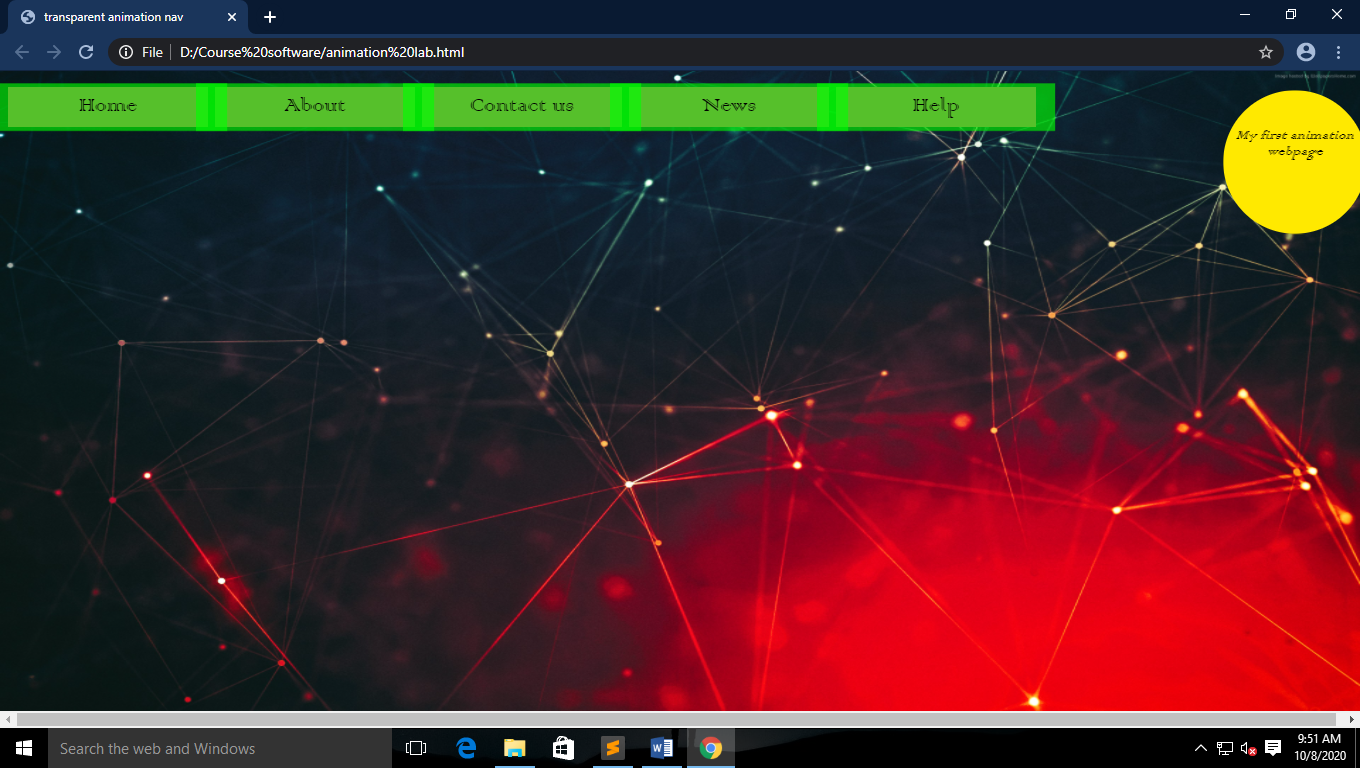 transparent animation nav
File
D:/Course%20software/animation%20lab.html
Home
About
Contact us
News
Help
My first animation
webpage
Search the web and Windows
9:51 AM
10/8/2020